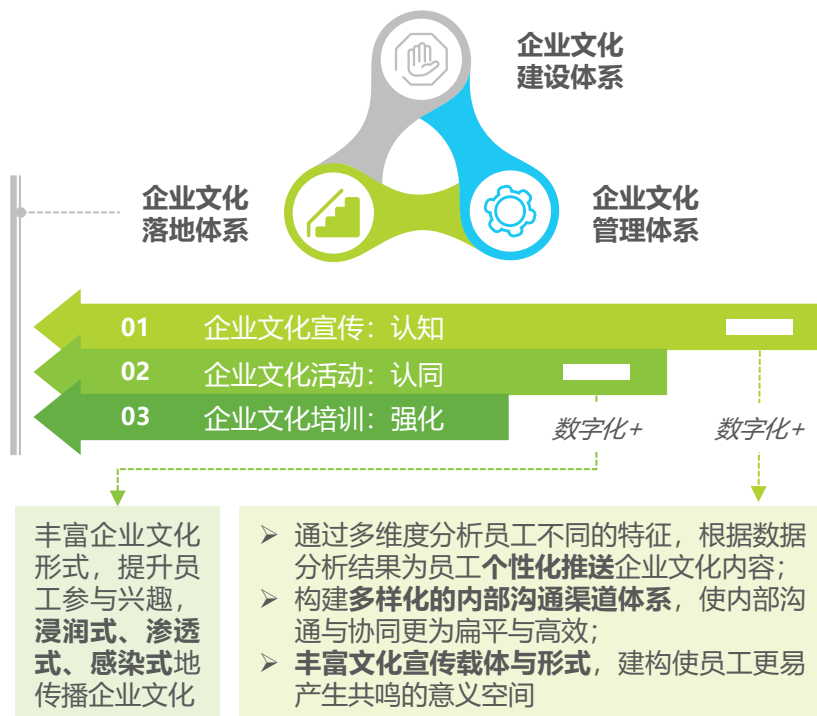 企业文化
建设体系
企业文化
落地体系
企业文化
管理体系
01 企业文化宣传：认知
02 企业文化活动：认同
03 企业文化培训：强化
数字化+
数字化+
丰富企业文化
形式，提升员
工参与兴趣，
浸润式、渗透
式、感染式地
传播企业文化
➢ 通过多维度分析员工不同的特征，根据数据
分析结果为员工个性化推送企业文化内容；
➢ 构建多样化的内部沟通渠道体系，使内部沟
通与协同更为扁平与高效；
➢ 丰富文化宣传载体与形式，建构使员工更易
产生共鸣的意义空间